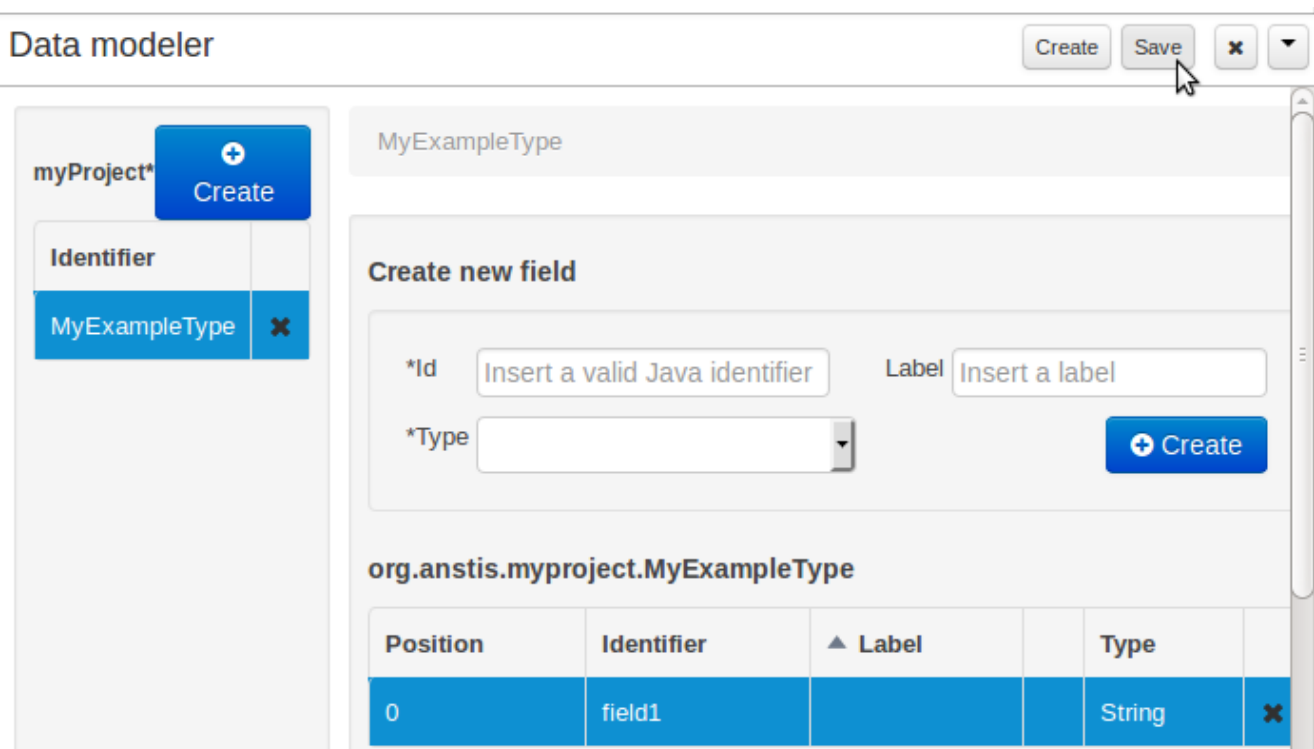 Data modeler
Create Save
myProject*
Create
Identifier
MyExampleType
MyExampleType
Create new field
*Id Insert a valid Java identifier Label Insert a label
*Type
Create
org.anstis.myproject.MyExampleType
Position Identifier Label Type
0 field1 String